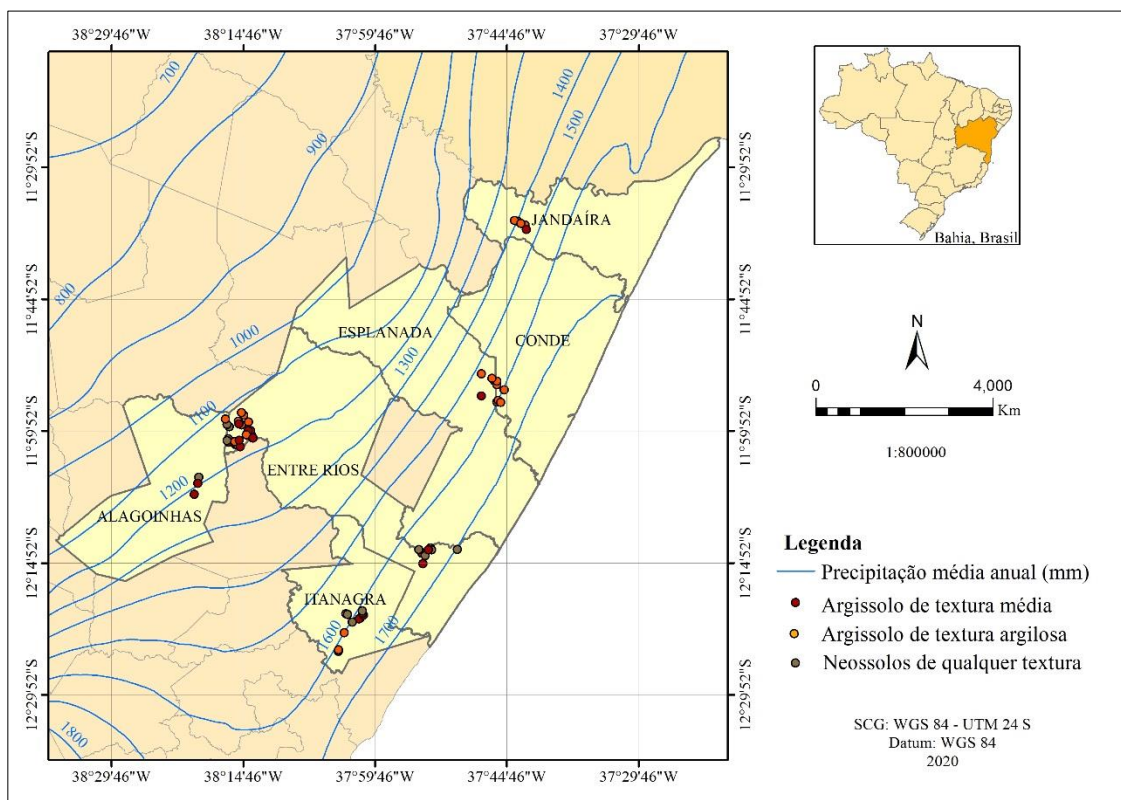 38°29'46"W 38°14'46"W 37°59'46"W 37°44'46"W 37°29'46"W
700
1400
900
1500
11°29'52"S
11°29'52"S
JANDAÍRA
Bahia, Brasil
800
11°44'52"S
11°44'52"S
1000
ESPLANADA
CONDE
1300
N
0 4,000
Km
1:800000
1100
11°59'52"S
11°59'52"S
ENTRE RIOS
1200
ALAGOINHAS
12°14'52"S
12°14'52"S
ITANAGRA
1600
1700
12°29'52"S
12°29'52"S
1800
38°29'46"W 38°14'46"W 37°59'46"W 37°44'46"W 37°29'46"W
Legenda
Precipitação média anual (mm)
Argissolo de textura média
Argissolo de textura argilosa
Neossolos de qualquer textura
SCG: WGS 84 - UTM 24 S
Datum: WGS 84
2020